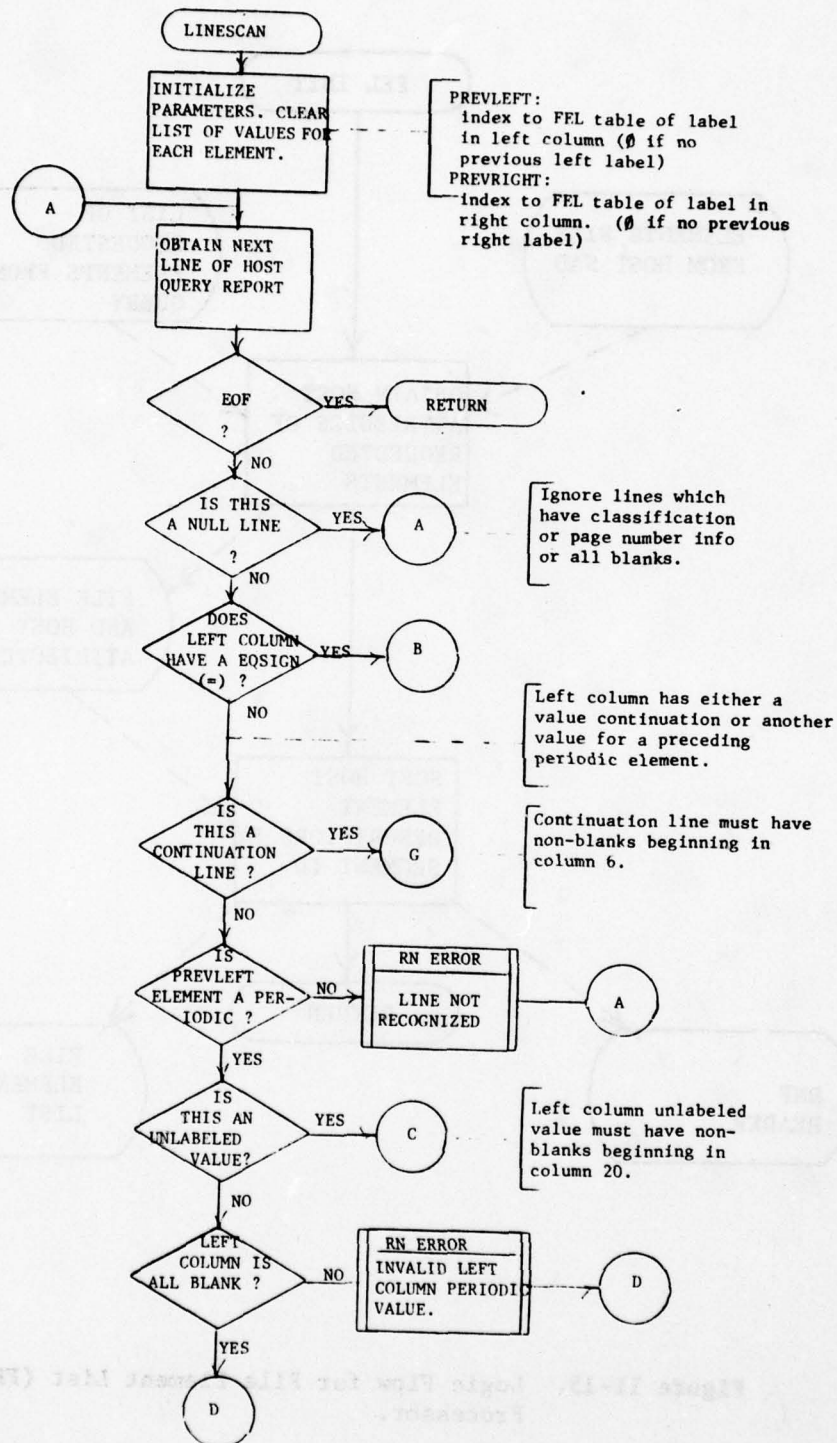 LINESCAN
INITIALIZE
PARAMETERS. CLEAR
LIST OF VALUES FOR
EACH ELEMENT.
PREVLEFT:
index to FEL table of label
in left column (Ø if no
previous left label)
PREVRIGHT:
index to FEL table of label in
right column. (Ø if no previous
right label)
A
OBTAIN NEXT
LINE OF HOST
QUERY REPORT
EOF
?
YES
RETURN
NO
IS THIS
A NULL LINE
?
YES
A
Ignore lines which
have classification
or page number info
or all blanks.
NO
DOES
LEFT COLUMN
HAVE A EQSIGN
(=) ?
YES
B
NO
Left column has either a
value continuation or another
value for a preceding
periodic element.
IS
THIS A
CONTINUATION
LINE ?
YES
G
Continuation line must have
non-blanks beginning in
column 6.
NO
IS
PREVLEFT
ELEMENT A PER-
IODIC ?
NO
RN ERROR
LINE NOT
RECOGNIZED
A
YES
IS
THIS AN
UNLABELED
VALUE?
YES
C
Left column unlabeled
value must have non-
blanks beginning in
column 20.
NO
LEFT
COLUMN IS
ALL BLANK ?
NO
RN ERROR
INVALID LEFT
COLUMN PERIODIC
VALUE.
D
YES
D